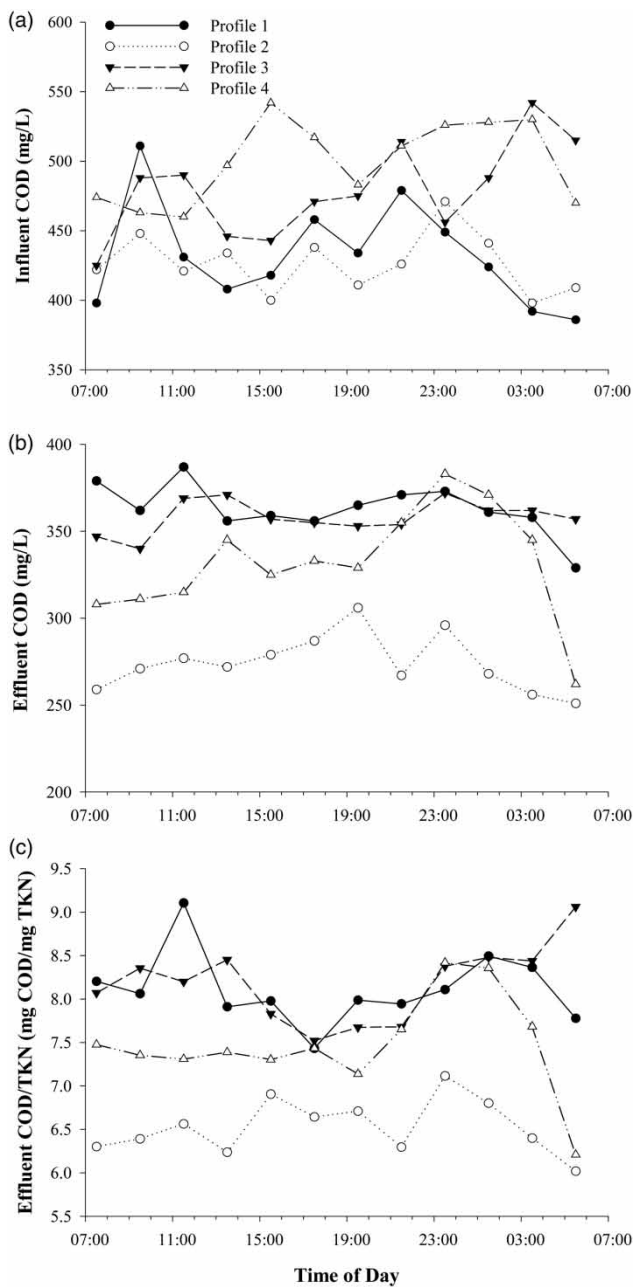 (a)
600
550
500
450
400
350
Influent COD (mg/L)
Profile 1
Profile 2
Profile 3
Profile 4
07:00 11:00 15:00 19:00 23:00 03:00 07:00
(b)
400
350
300
250
200
Effluent COD (mg/L)
07:00 11:00 15:00 19:00 23:00 03:00 07:00
(c)
9.5
9.0
8.5
8.0
7.5
7.0
6.5
6.0
5.5
Effluent COD/TKN (mg COD/mg TKN)
07:00 11:00 15:00 19:00 23:00 03:00 07:00
Time of Day